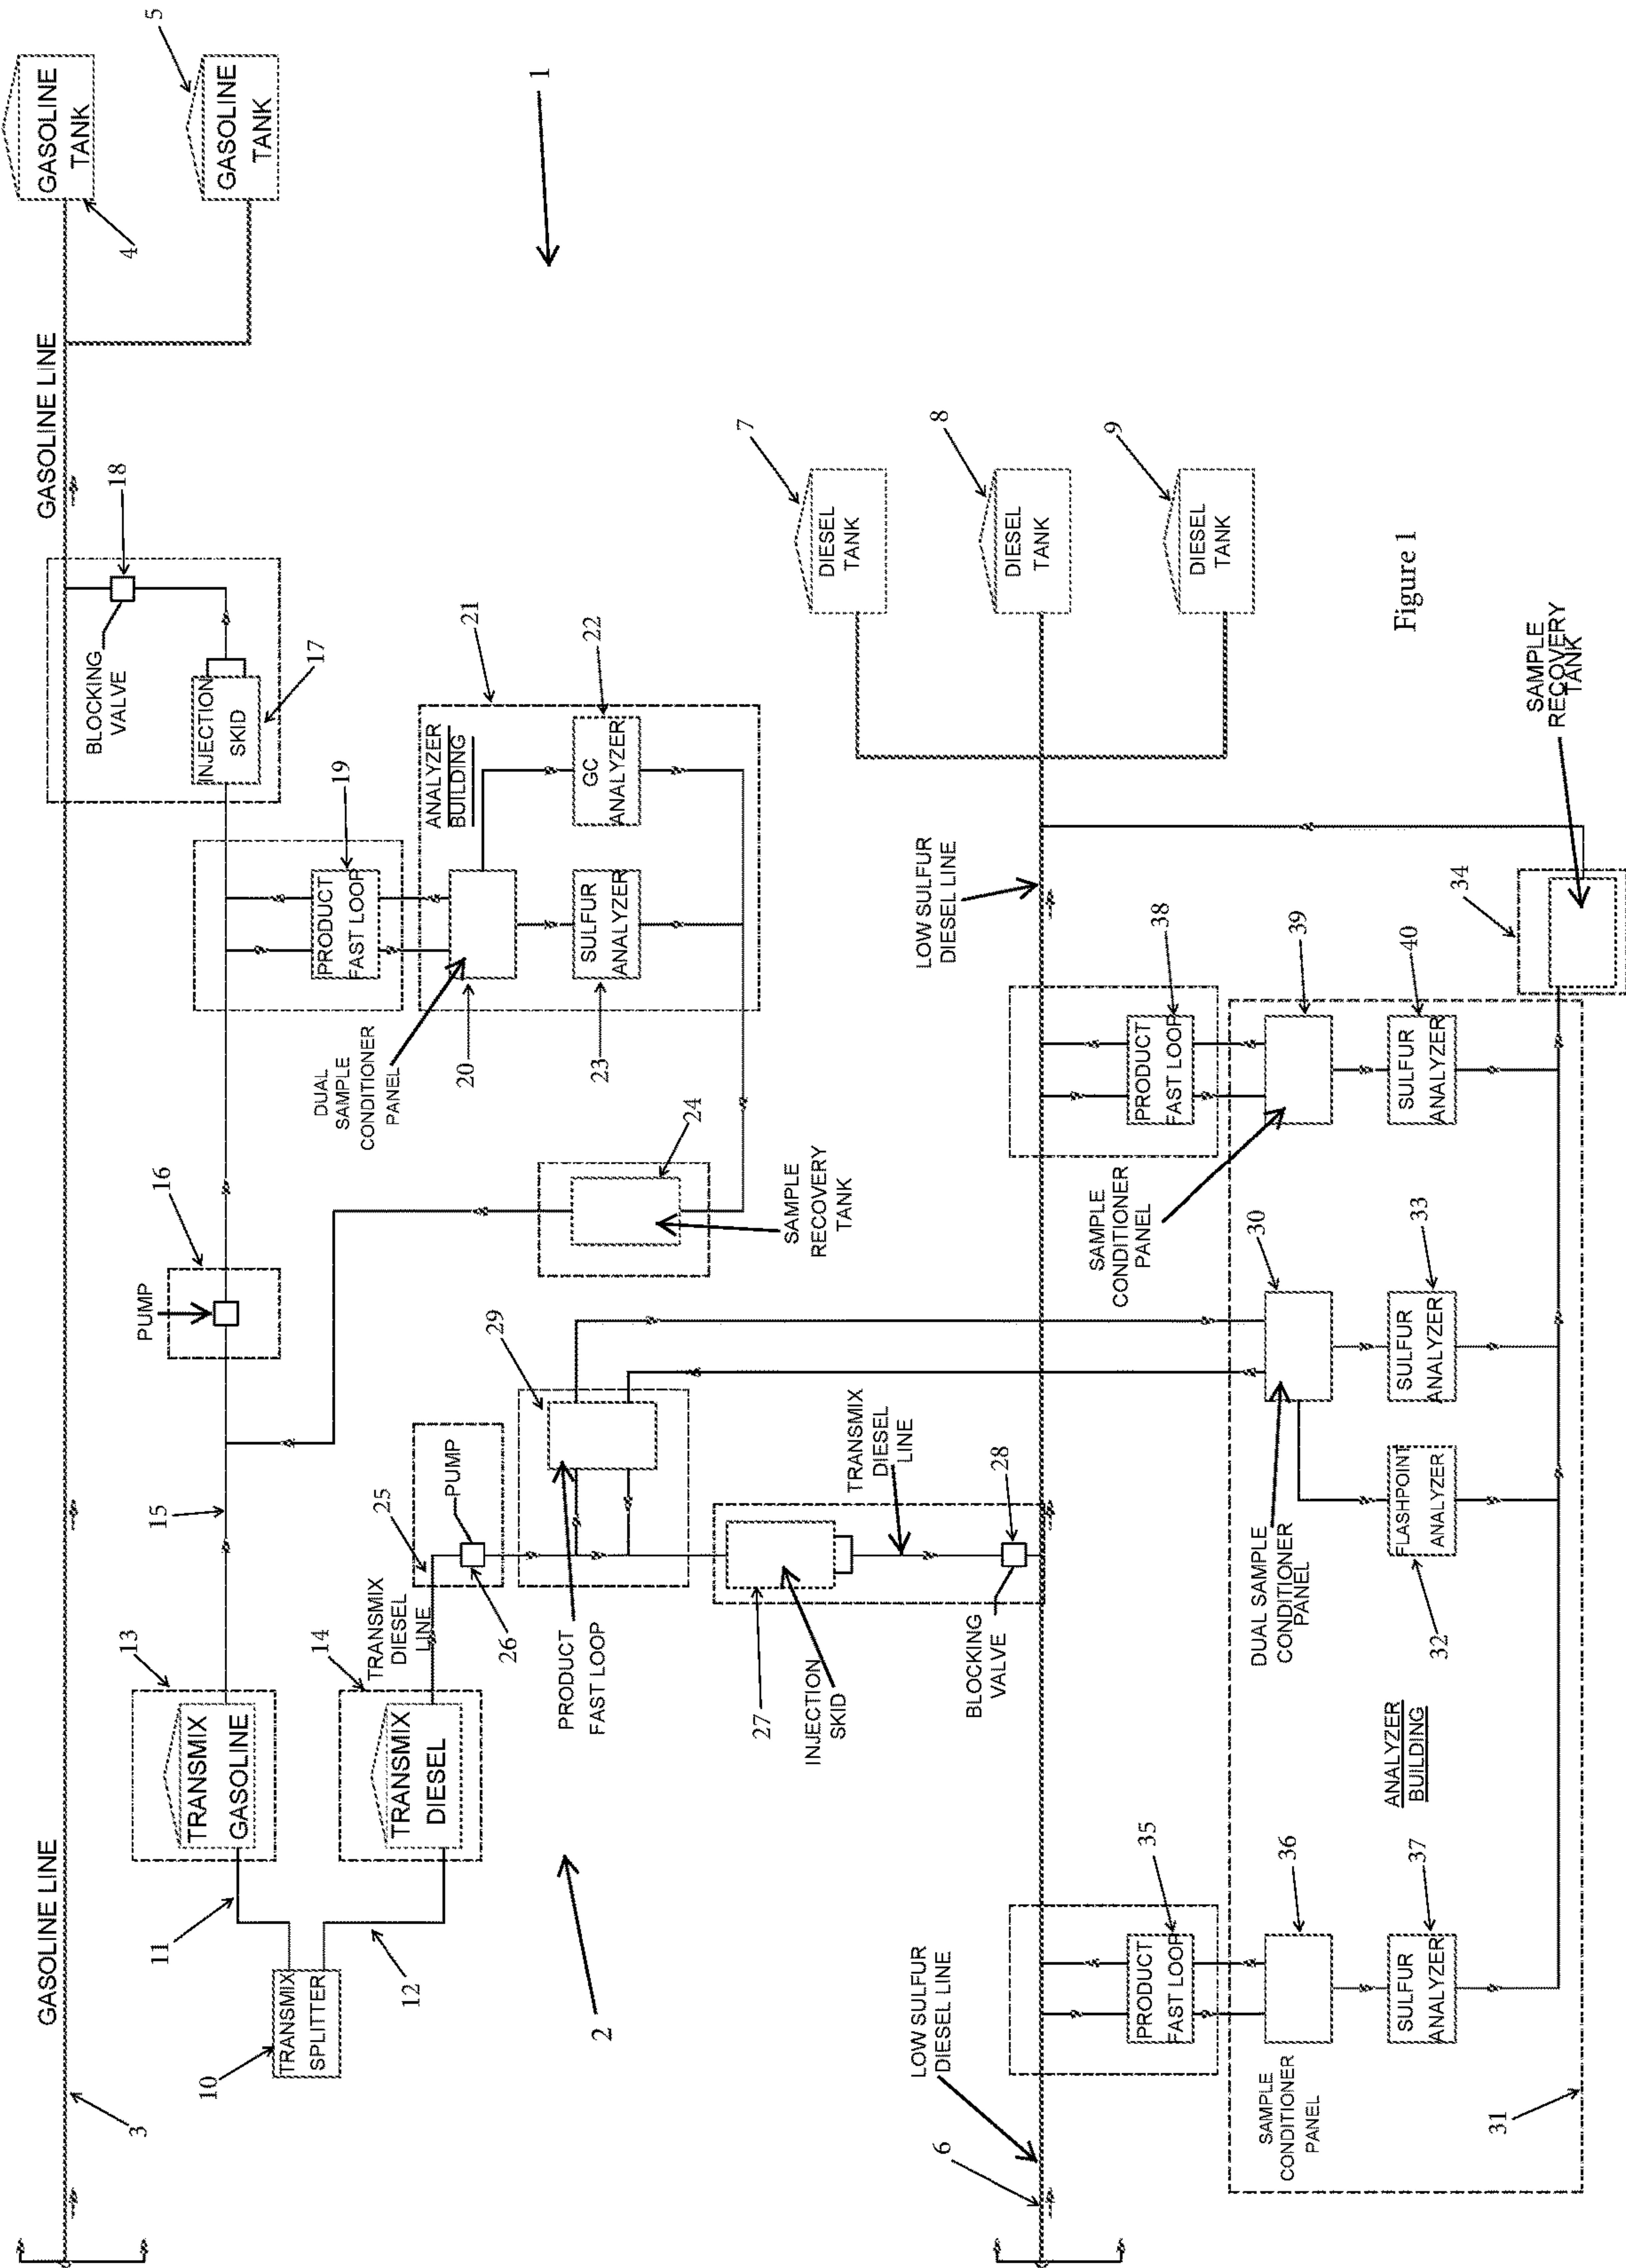 GASOLINE LINE
GASOLINE LINE
3
GASOLINE
TANK
4
GASOLINE
TANK
5
1
BLOCKING
VALVE
18
INJECTION
SKID
17
TRANSMIX
SPLITTER
10
11
12
TRANSMIX
GASOLINE
13
TRANSMIX
DIESEL
14
15
PUMP
16
PRODUCT
FAST LOOP
19
ANALYZER
BUILDING
21
GC
ANALYZER
22
DUAL
SAMPLE
CONDITIONER
PANEL
20
SULFUR
ANALYZER
23
24
SAMPLE
RECOVERY
TANK
TRANSMIX
DIESEL
LINE
25
PUMP
26
PRODUCT
FAST LOOP
29
2
INJECTION
SKID
27
TRANSMIX
DIESEL
LINE
BLOCKING
VALVE
28
DIESEL
TANK
7
DIESEL
TANK
8
DIESEL
TANK
9
LOW SULFUR
DIESEL LINE
6
LOW SULFUR
DIESEL LINE
PRODUCT
FAST LOOP
35
SAMPLE
CONDITIONER
PANEL
36
SULFUR
ANALYZER
37
ANALYZER
BUILDING
31
DUAL SAMPLE
CONDITIONER
PANEL
30
FLASHPOINT
ANALYZER
32
SULFUR
ANALYZER
33
PRODUCT
FAST LOOP
38
SAMPLE
CONDITIONER
PANEL
39
SULFUR
ANALYZER
40
34
SAMPLE
RECOVERY
TANK
Figure 1